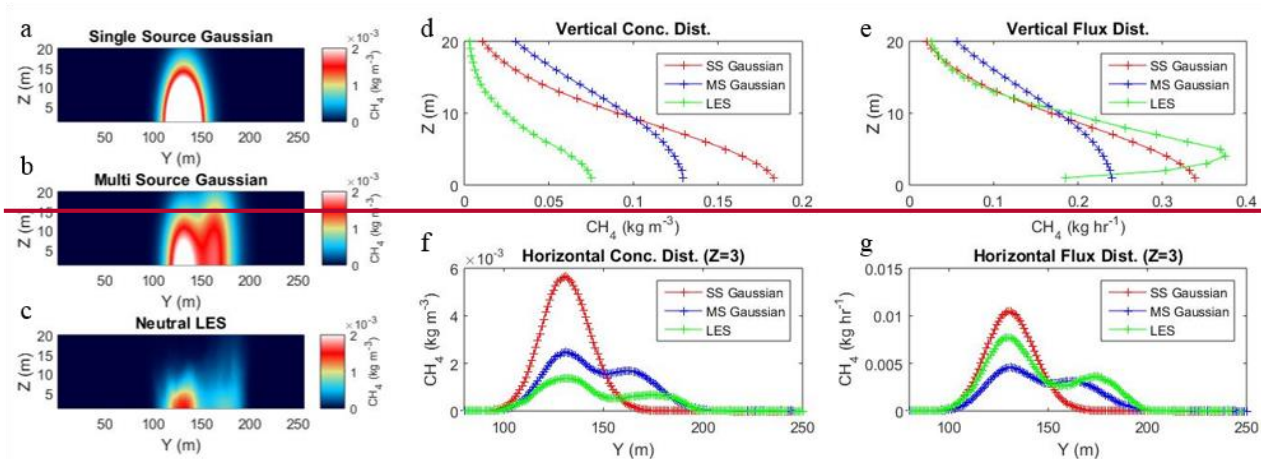 a
Single Source Gaussian
20
15
10
5
Z (m)
50 100 150 200 250
Y (m)
×10⁻³
2
1
0
CH₄ (kg m⁻³)
b
Multi Source Gaussian
20
15
10
5
Z (m)
50 100 150 200 250
Y (m)
×10⁻³
2
1
0
CH₄ (kg m⁻³)
c
Neutral LES
20
15
10
5
Z (m)
50 100 150 200 250
Y (m)
×10⁻³
2
1
0
CH₄ (kg m⁻³)
d
Vertical Conc. Dist.
20
10
0
Z (m)
SS Gaussian
MS Gaussian
LES
0 0.05 0.1 0.15 0.2
CH₄ (kg m⁻³)
e
Vertical Flux Dist.
20
10
0
Z (m)
SS Gaussian
MS Gaussian
LES
0 0.1 0.2 0.3 0.4
CH₄ (kg hr⁻¹)
f
Horizontal Conc. Dist. (Z=3)
×10⁻³
6
4
2
0
CH₄ (kg m⁻³)
SS Gaussian
MS Gaussian
LES
100 150 200 250
Y (m)
g
Horizontal Flux Dist. (Z=3)
0.015
0.01
0.005
0
CH₄ (kg hr⁻¹)
SS Gaussian
MS Gaussian
LES
100 150 200 250
Y (m)